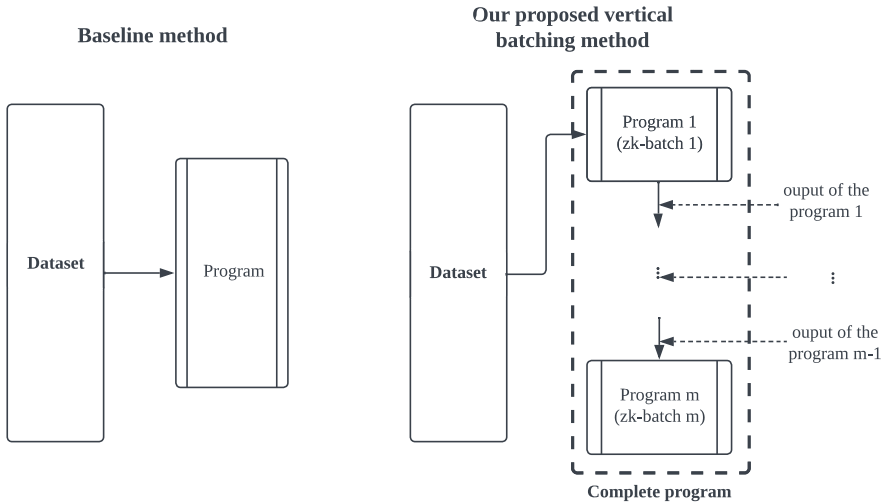 Baseline method
Dataset
Program
Our proposed vertical
batching method
Dataset
Program 1
(zk-batch 1)
ouput of the
program 1
⋮
⋮
ouput of the
program m-1
Program m
(zk-batch m)
Complete program